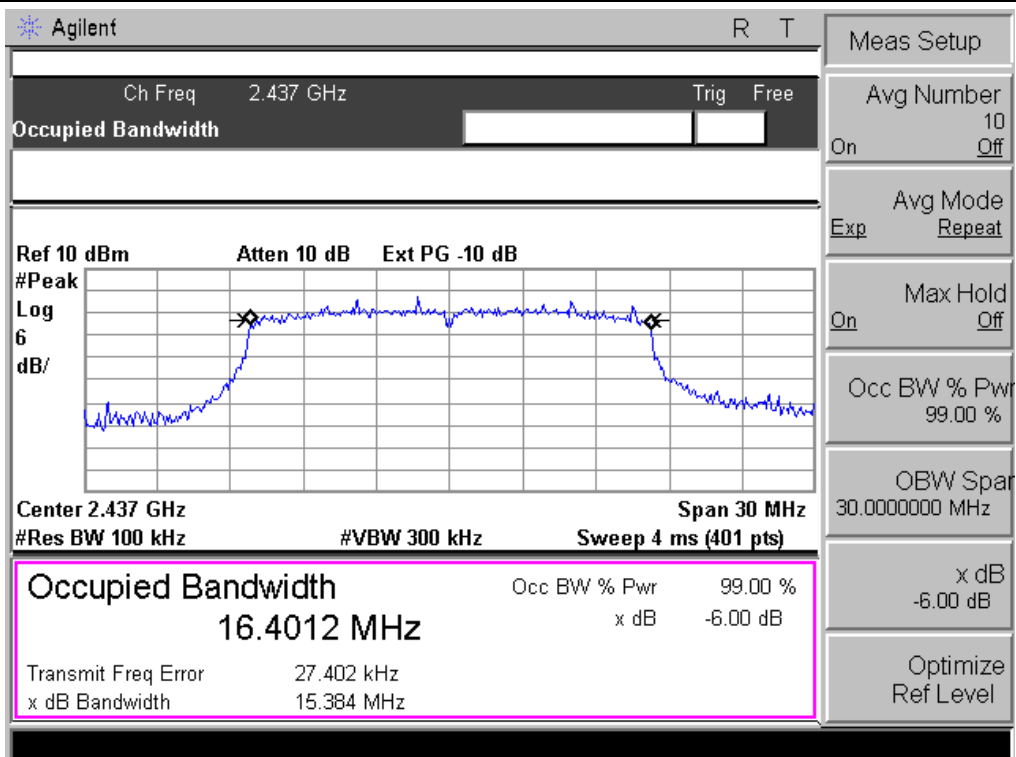 Agilent R T
Ch Freq 2.437 GHz Trig Free
Occupied Bandwidth
Ref 10 dBm Atten 10 dB Ext PG -10 dB
#Peak
Log
6
dB/
Center 2.437 GHz Span 30 MHz
#Res BW 100 kHz #VBW 300 kHz Sweep 4 ms (401 pts)
Occupied Bandwidth Occ BW % Pwr 99.00 %
16.4012 MHz x dB -6.00 dB
Transmit Freq Error 27.402 kHz
x dB Bandwidth 15.384 MHz
Meas Setup
Avg Number
10
On Off
Avg Mode
Exp Repeat
Max Hold
On Off
Occ BW % Pwr
99.00 %
OBW Span
30.0000000 MHz
x dB
-6.00 dB
Optimize
Ref Level